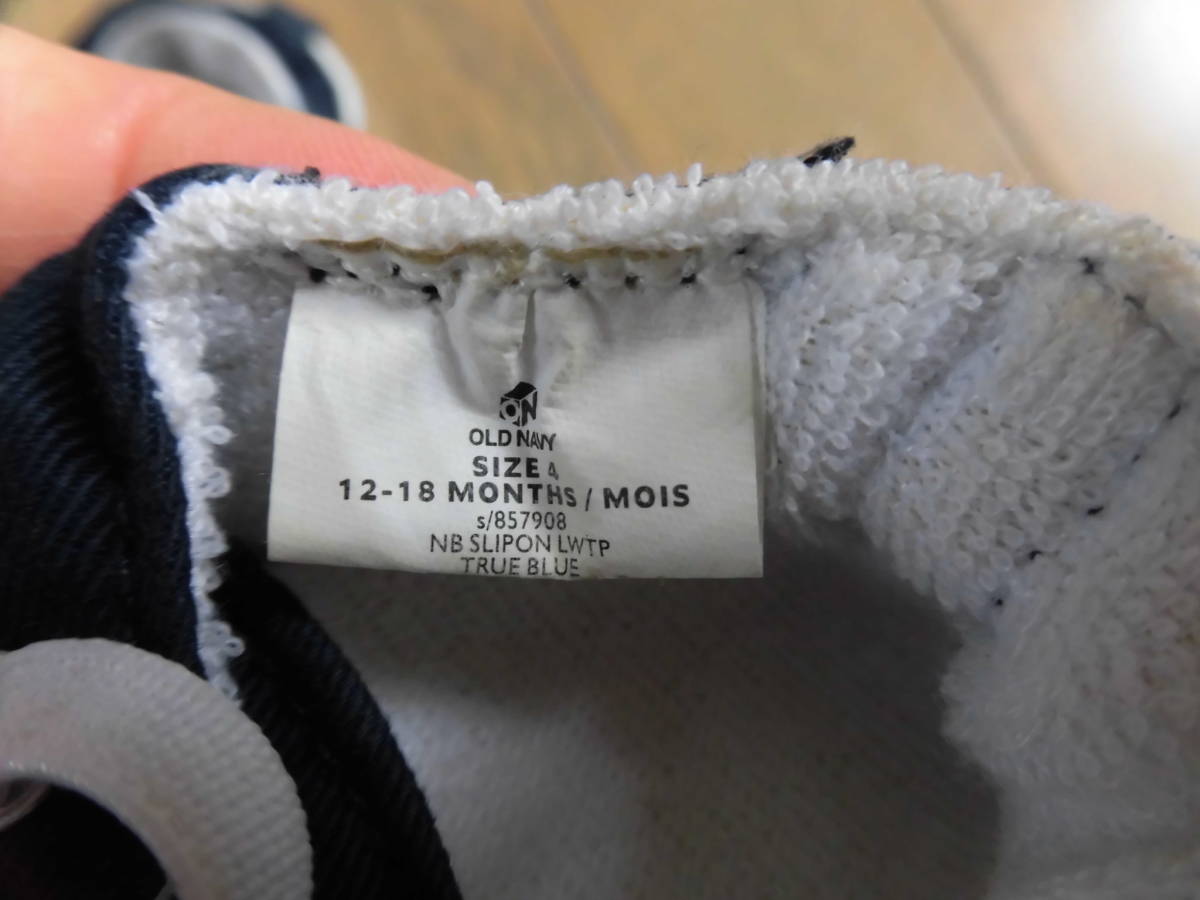 ON
OLD NAVY
SIZE 4
12-18 MONTHS / MOIS
s/857908
NB SLIPON LWTP
TRUE BLUE